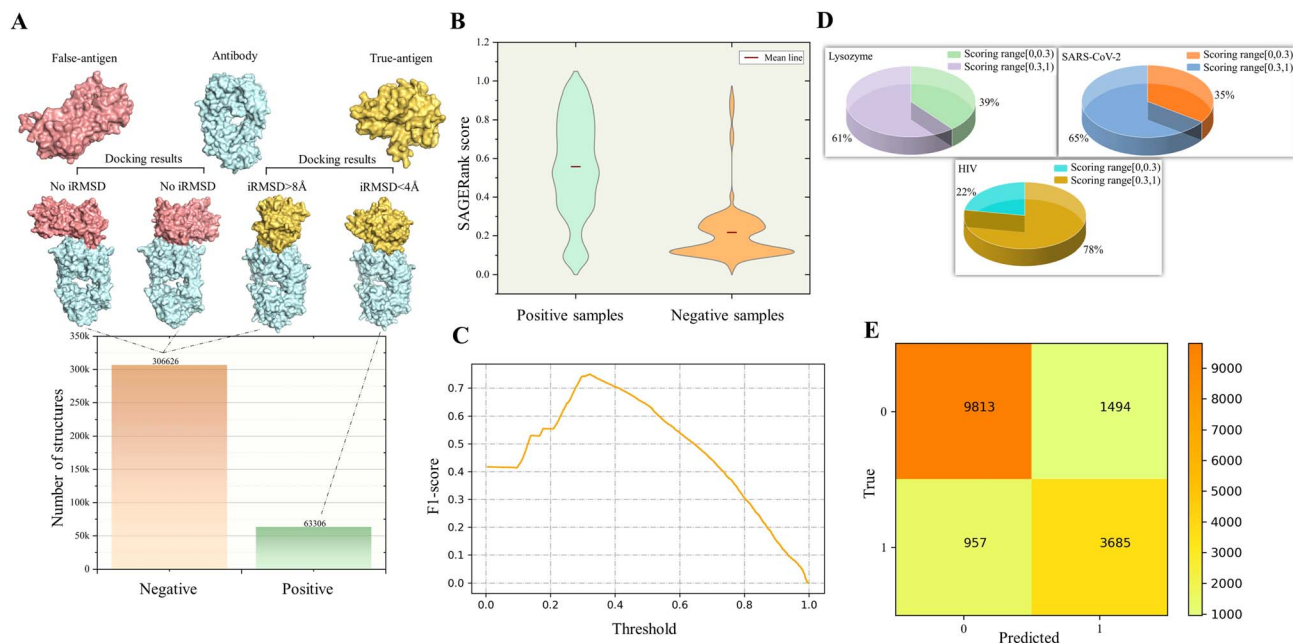 A
False-antigen
Antibody
True-antigen
Docking results
Docking results
No iRMSD
No iRMSD
iRMSD>8Å
iRMSD<4Å
350k
300k
250k
200k
150k
100k
50k
0
Number of structures
306626
63306
Negative
Positive
B
1.2
1.0
0.8
0.6
0.4
0.2
0.0
SAGERank score
Mean line
Positive samples
Negative samples
C
0.7
0.6
0.5
0.4
0.3
0.2
0.1
0.0
F1-score
0.0
0.2
0.4
0.6
0.8
1.0
Threshold
D
Lysozyme
Scoring range[0,0.3)
Scoring range[0.3,1)
39%
61%
SARS-CoV-2
Scoring range[0,0.3)
Scoring range[0.3,1)
35%
65%
HIV
Scoring range[0,0.3)
Scoring range[0.3,1)
22%
78%
E
0
1
True
9813
1494
957
3685
0
1
Predicted
9000
8000
7000
6000
5000
4000
3000
2000
1000